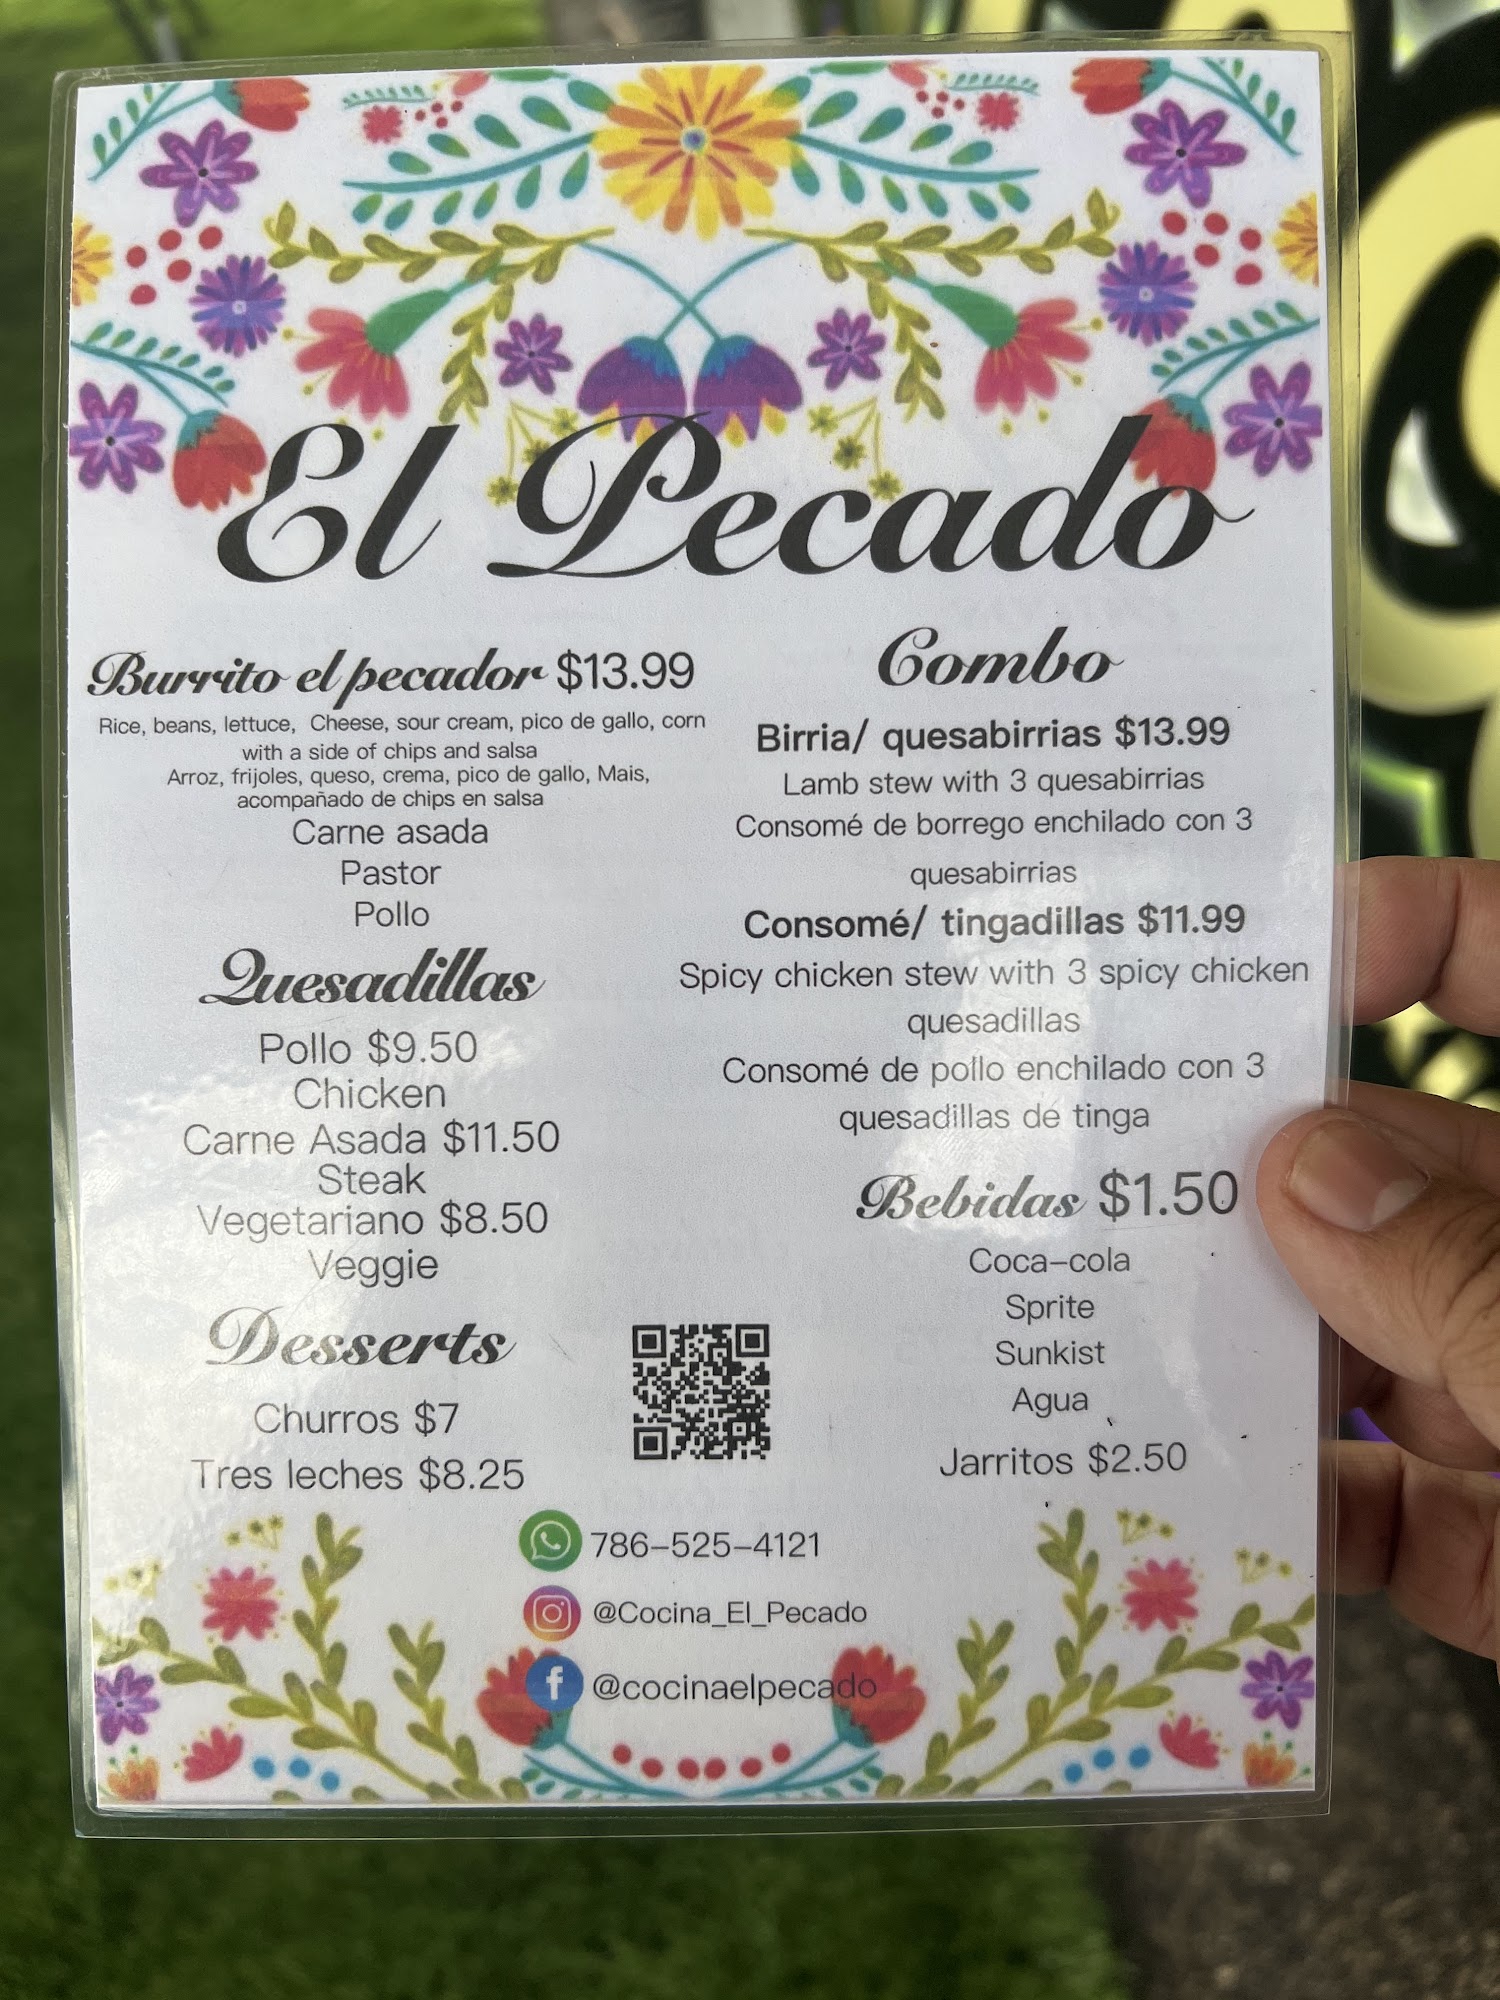 El Pecado
Burrito el pecador $13.99
Rice, beans, lettuce, Cheese, sour cream, pico de gallo, corn
with a side of chips and salsa
Arroz, frijoles, queso, crema, pico de gallo, Mais,
acompañado de chips en salsa
Carne asada
Pastor
Pollo
Quesadillas
Pollo $9.50
Chicken
Carne Asada $11.50
Steak
Vegetariano $8.50
Veggie
Desserts
Churros $7
Tres leches $8.25
Combo
Birria/ quesabirrias $13.99
Lamb stew with 3 quesabirrias
Consomé de borrego enchilado con 3
quesabirrias
Consomé/ tingadillas $11.99
Spicy chicken stew with 3 spicy chicken
quesadillas
Consomé de pollo enchilado con 3
quesadillas de tinga
Bebidas $1.50
Coca-cola
Sprite
Sunkist
Agua
Jarritos $2.50
786-525-4121
@Cocina_El_Pecado
@cocinaelpecado